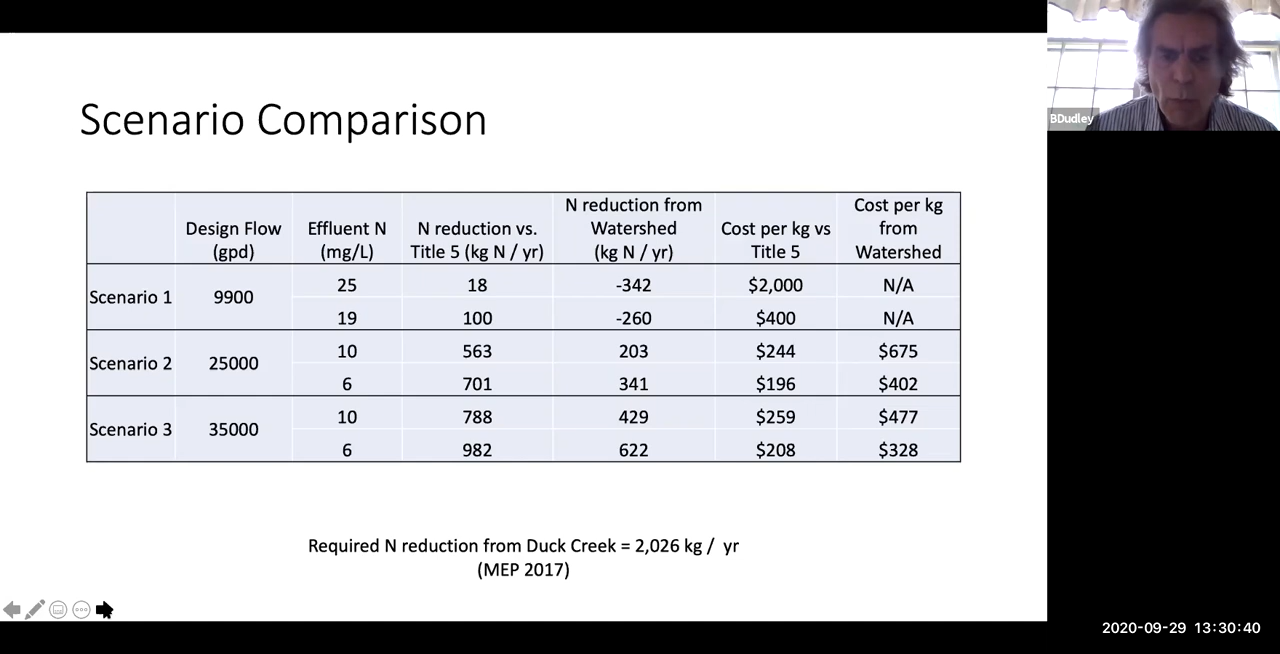 BDudley
Scenario Comparison
Design Flow (gpd) Effluent N (mg/L) N reduction vs. Title 5 (kg N / yr) N reduction from Watershed (kg N / yr) Cost per kg vs Title 5 Cost per kg from Watershed
Scenario 1 9900 25 18 -342 $2,000 N/A
19 100 -260 $400 N/A
Scenario 2 25000 10 563 203 $244 $675
6 701 341 $196 $402
Scenario 3 35000 10 788 429 $259 $477
6 982 622 $208 $328
Required N reduction from Duck Creek = 2,026 kg / yr
(MEP 2017)
2020-09-29 13:30:40